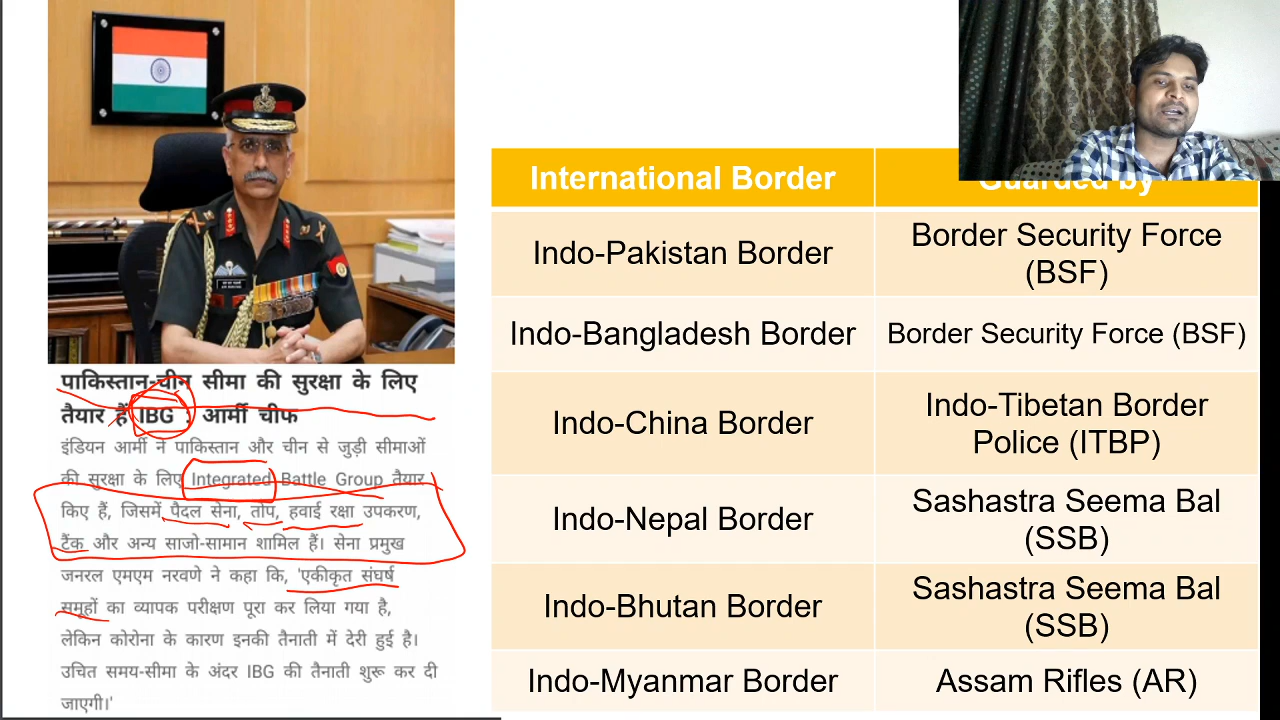 पाकिस्तान-चीन सीमा की सुरक्षा के लिए
तैयार हैं IBG : आर्मी चीफ
इंडियन आर्मी ने पाकिस्तान और चीन से जुड़ी सीमाओं
की सुरक्षा के लिए Integrated Battle Group तैयार
किए हैं, जिसमें पैदल सेना, तोप, हवाई रक्षा उपकरण,
टैंक और अन्य साजो-सामान शामिल हैं। सेना प्रमुख
जनरल एमएम नरवणे ने कहा कि, 'एकीकृत संघर्ष
समूहों का व्यापक परीक्षण पूरा कर लिया गया है,
लेकिन कोरोना के कारण इनकी तैनाती में देरी हुई है।
उचित समय-सीमा के अंदर IBG की तैनाती शुरू कर दी
जाएगी।'
International Border
Guarded by
Indo-Pakistan Border
Border Security Force
(BSF)
Indo-Bangladesh Border
Border Security Force (BSF)
Indo-China Border
Indo-Tibetan Border
Police (ITBP)
Indo-Nepal Border
Sashastra Seema Bal
(SSB)
Indo-Bhutan Border
Sashastra Seema Bal
(SSB)
Indo-Myanmar Border
Assam Rifles (AR)